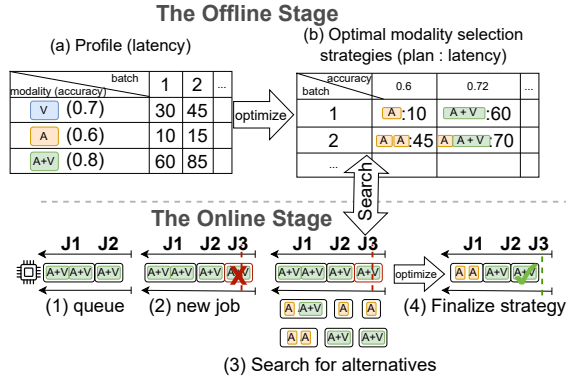 The Offline Stage
(a) Profile (latency)
batch
modality (accuracy)
1 2 ...
V (0.7) 30 45
A (0.6) 10 15
A+V (0.8) 60 85
optimize
(b) Optimal modality selection
strategies (plan : latency)
accuracy
batch
0.6 0.72 ...
1 A :10 A + V :60
2 A A :45 A A + V :70
...
Search
The Online Stage
J1 J2
A+V A+V A+V
(1) queue
J1 J2 J3
A+V A+V A+V A+V
(2) new job
J1 J2 J3
A+V A+V A+V A+V
A A+V A A
A A A+V A+V
(3) Search for alternatives
optimize
J1 J2 J3
A A A+V A+V
(4) Finalize strategy